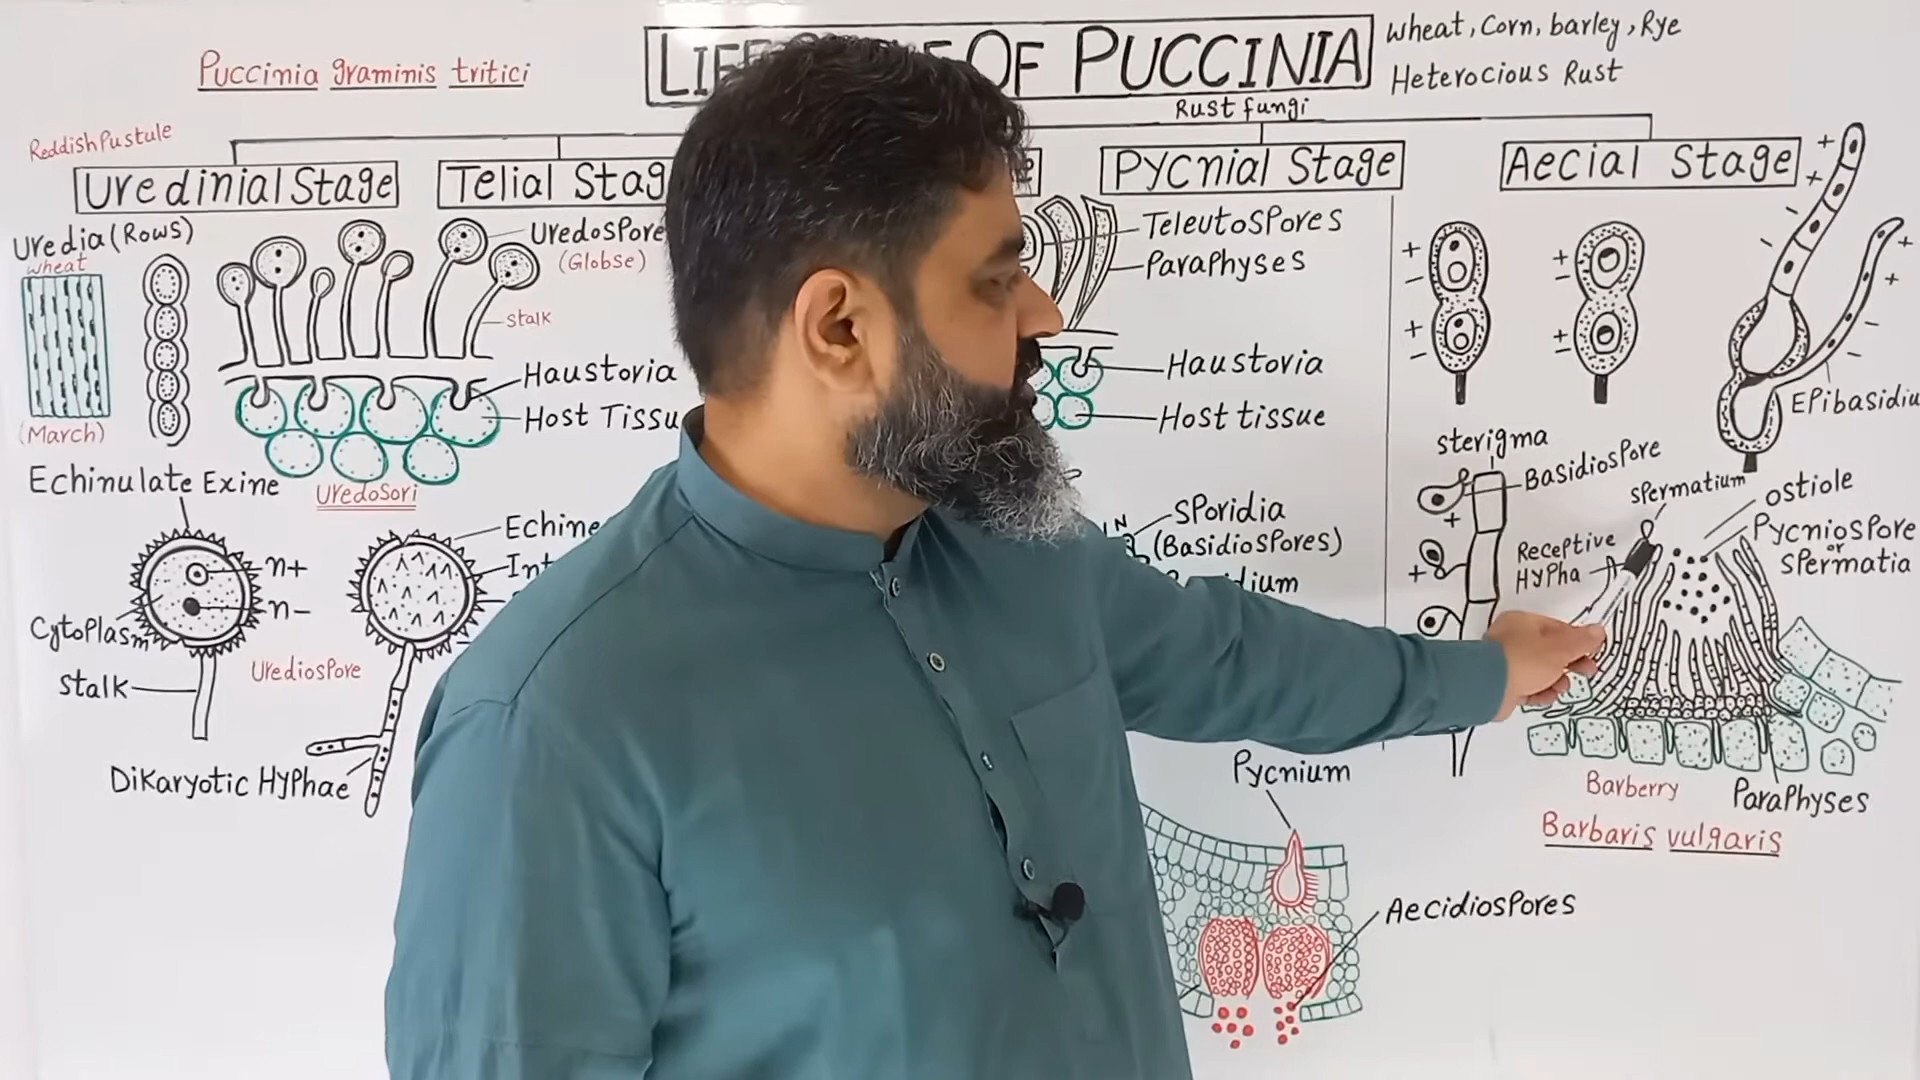 Puccinia graminis tritici
LIFE OF PUCCINIA
Wheat, Corn, barley, Rye
Heterocious Rust
Rust fungi
Reddish Pustule
Uredinial Stage
Telial Stag
Pycnial Stage
Aecial Stage
Uredia (Rows)
wheat
(March)
Uredospore
(Globse)
stalk
Haustoria
Host Tissu
UredoSori
Teleutospores
Paraphyses
Haustoria
Host tissue
+
-
+
-
+
-
+
-
+
+
-
-
+
+
-
-
Epibasidiu
Echinulate Exine
n+
n-
Cytoplasm
Stalk
Urediospore
Echine
Int
Dikaryotic Hyphae
N
Sporidia
(Basidiospores)
dium
sterigma
Basidiospore
+
+
spermatium
ostiole
Pycniospore
or
spermatia
Receptive
Hypha
Barberry
Paraphyses
Barbaris vulgaris
Pycnium
Aecidiospores